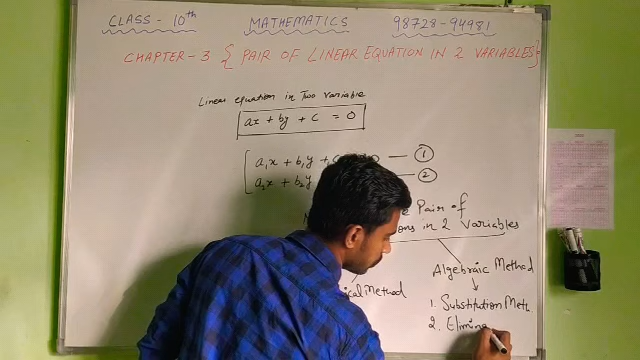 CLASS - 10th MATHEMATICS 98728-94981
CHAPTER-3 { PAIR OF LINEAR EQUATION IN 2 VARIABLES}
Linear equation in Two Variable
ax + by + c = 0
a₁x + b₁y + — ①
a₂x + b₂y — ②
Pair of
in 2 Variables
Algebraic Method
Method
1. Substitution Meth
2. Elimina